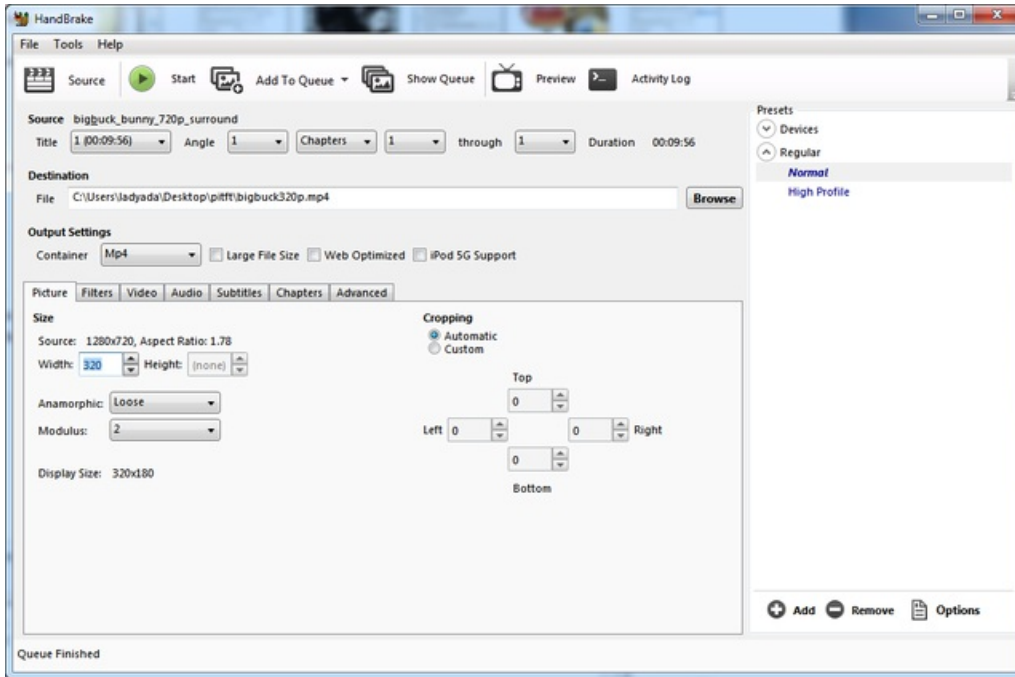 HandBrake
File Tools Help
Source Start Add To Queue Show Queue Preview Activity Log
Source bigbuck_bunny_720p_surround
Title 1 (00:09:56) Angle 1 Chapters 1 through 1 Duration 00:09:56
Destination
File C:\Users\ladyada\Desktop\pitft\bigbuck320p.mp4 Browse
Output Settings
Container Mp4 Large File Size Web Optimized iPod 5G Support
Picture Filters Video Audio Subtitles Chapters Advanced
Size
Source: 1280x720, Aspect Ratio: 1.78
Width: 320 Height: (none)
Anamorphic: Loose
Modulus: 2
Display Size: 320x180
Cropping
Automatic
Custom
Top
0
Left 0 0 Right
0
Bottom
Presets
Devices
Regular
Normal
High Profile
Add Remove Options
Queue Finished